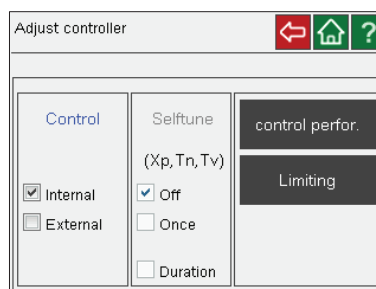 Adjust controller
?
Control
Internal
External
Selftune
(Xp,Tn,Tv)
Off
Once
Duration
control perfor.
Limiting